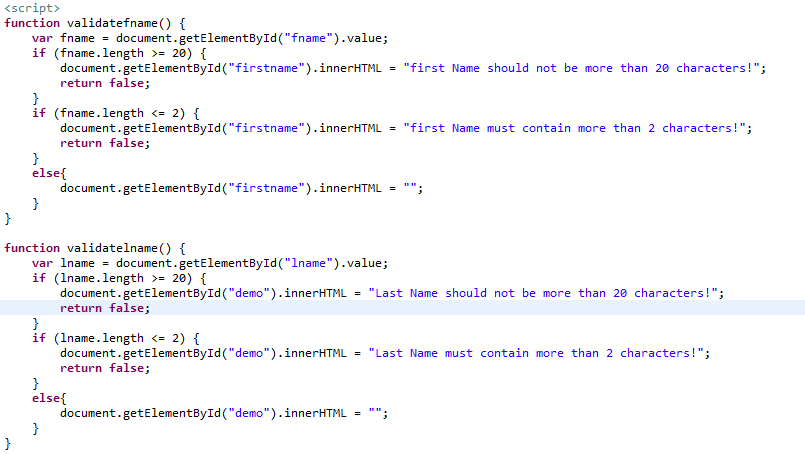 <script>
function validatefname() {
    var fname = document.getElementById("fname").value;
    if (fname.length >= 20) {
        document.getElementById("firstname").innerHTML = "first Name should not be more than 20 characters!";
        return false;
    }
    if (fname.length <= 2) {
        document.getElementById("firstname").innerHTML = "first Name must contain more than 2 characters!";
        return false;
    }
    else{
        document.getElementById("firstname").innerHTML = "";
    }
}

function validatelname() {
    var lname = document.getElementById("lname").value;
    if (lname.length >= 20) {
        document.getElementById("demo").innerHTML = "Last Name should not be more than 20 characters!";
        return false;
    }
    if (lname.length <= 2) {
        document.getElementById("demo").innerHTML = "Last Name must contain more than 2 characters!";
        return false;
    }
    else{
        document.getElementById("demo").innerHTML = "";
    }
}